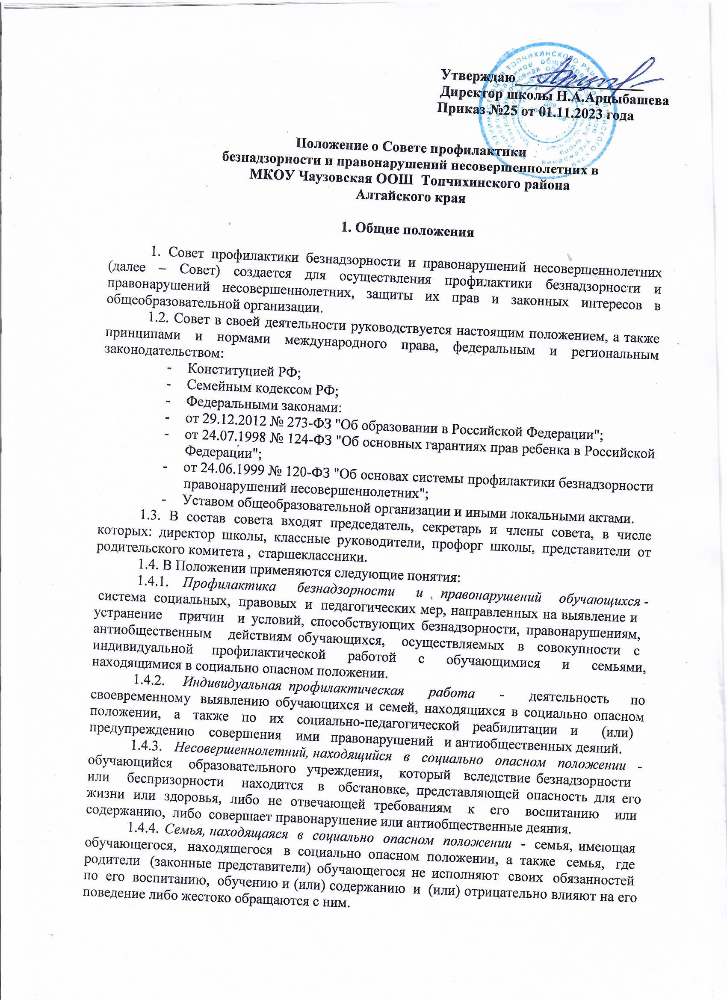 Утверждаю
Директор школы Н.А.Арцыбашева
Приказ №25 от 01.11.2023 года
Положение о Совете профилактики
безнадзорности и правонарушений несовершеннолетних в
МКОУ Чаузовская ООШ Топчихинского района
Алтайского края
1. Общие положения
1. Совет профилактики безнадзорности и правонарушений несовершеннолетних
(далее – Совет) создается для осуществления профилактики безнадзорности и
правонарушений несовершеннолетних, защиты их прав и законных интересов в
общеобразовательной организации.
1.2. Совет в своей деятельности руководствуется настоящим положением, а также
принципами и нормами международного права, федеральным и региональным
законодательством:
- Конституцией РФ;
- Семейным кодексом РФ;
- Федеральными законами:
- от 29.12.2012 № 273-ФЗ "Об образовании в Российской Федерации";
- от 24.07.1998 № 124-ФЗ "Об основных гарантиях прав ребенка в Российской
Федерации";
- от 24.06.1999 № 120-ФЗ "Об основах системы профилактики безнадзорности
правонарушений несовершеннолетних";
- Уставом общеобразовательной организации и иными локальными актами.
1.3. В состав совета входят председатель, секретарь и члены совета, в числе
которых: директор школы, классные руководители, профорг школы, представители от
родительского комитета , старшеклассники.
1.4. В Положении применяются следующие понятия:
1.4.1. Профилактика безнадзорности и правонарушений обучающихся -
система социальных, правовых и педагогических мер, направленных на выявление и
устранение причин и условий, способствующих безнадзорности, правонарушениям,
антиобщественным действиям обучающихся, осуществляемых в совокупности с
индивидуальной профилактической работой с обучающимися и семьями,
находящимися в социально опасном положении.
1.4.2. Индивидуальная профилактическая работа - деятельность по
своевременному выявлению обучающихся и семей, находящихся в социально опасном
положении, а также по их социально-педагогической реабилитации и (или)
предупреждению совершения ими правонарушений и антиобщественных деяний.
1.4.3. Несовершеннолетний, находящийся в социально опасном положении -
обучающийся образовательного учреждения, который вследствие безнадзорности
или беспризорности находится в обстановке, представляющей опасность для его
жизни или здоровья, либо не отвечающей требованиям к его воспитанию или
содержанию, либо совершает правонарушение или антиобщественные деяния.
1.4.4. Семья, находящаяся в социально опасном положении - семья, имеющая
обучающегося, находящегося в социально опасном положении, а также семья, где
родители (законные представители) обучающегося не исполняют своих обязанностей
по его воспитанию, обучению и (или) содержанию и (или) отрицательно влияют на его
поведение либо жестоко обращаются с ним.